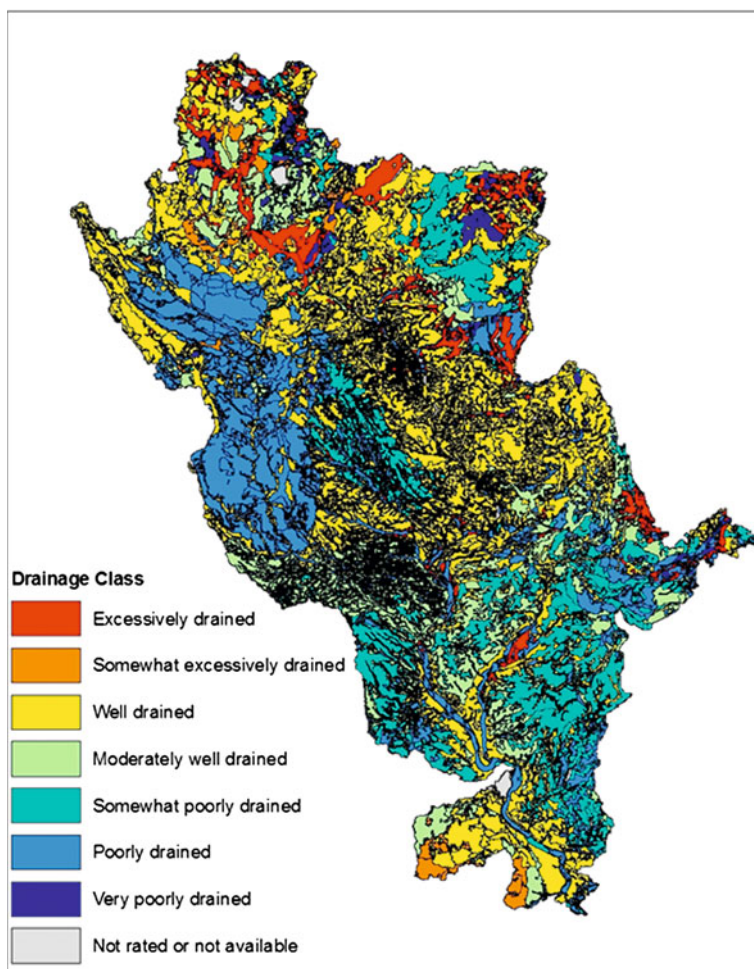 Drainage Class
Excessively drained
Somewhat excessively drained
Well drained
Moderately well drained
Somewhat poorly drained
Poorly drained
Very poorly drained
Not rated or not available